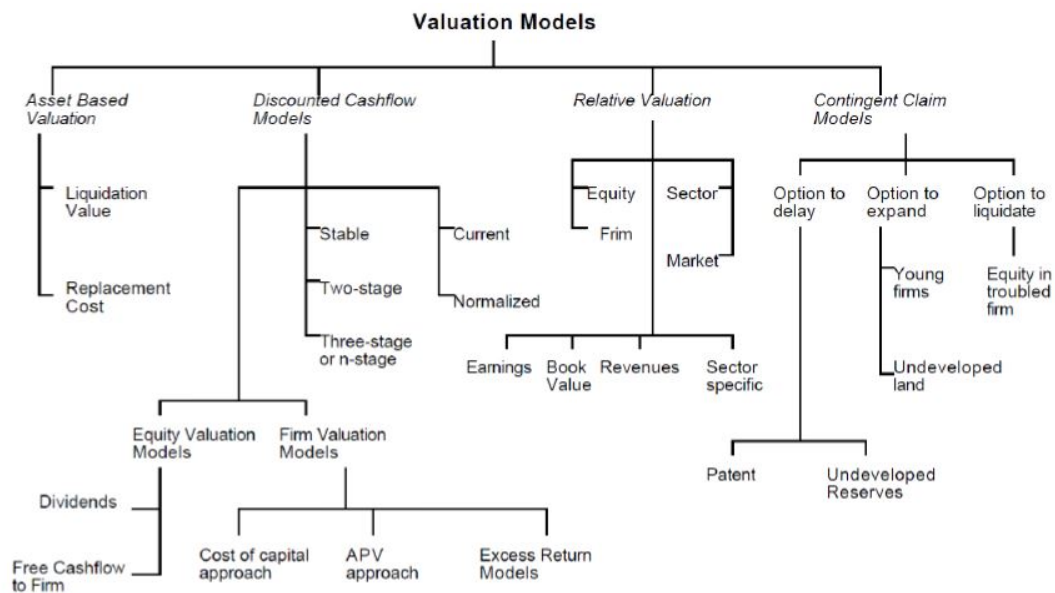 Valuation Models
Asset Based
Valuation
Discounted Cashflow
Models
Relative Valuation
Contingent Claim
Models
Liquidation
Value
Replacement
Cost
Stable
Two-stage
Three-stage
or n-stage
Current
Normalized
Equity
Frim
Sector
Market
Option to
delay
Option to
expand
Option to
liquidate
Young
firms
Undeveloped
land
Equity in
troubled
firm
Earnings
Book
Value
Revenues
Sector
specific
Equity Valuation
Models
Firm Valuation
Models
Patent
Undeveloped
Reserves
Dividends
Free Cashflow
to Firm
Cost of capital
approach
APV
approach
Excess Return
Models